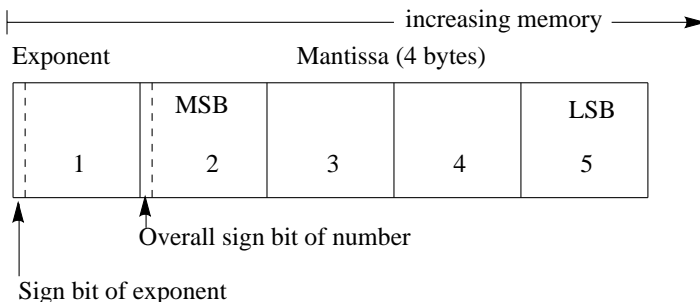 increasing memory
Exponent Mantissa (4 bytes)
MSB LSB
1 2 3 4 5
Overall sign bit of number
Sign bit of exponent